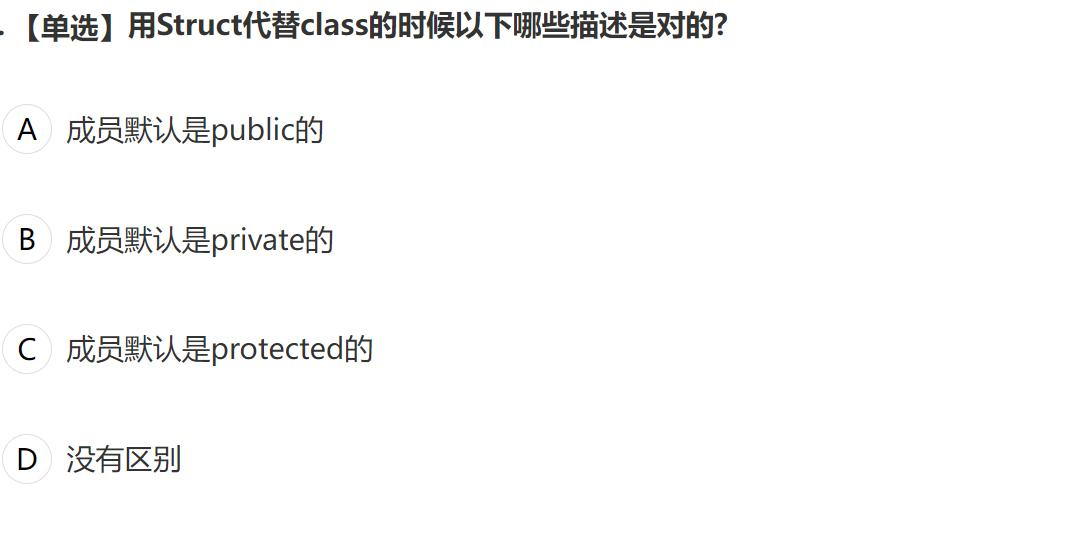 . 【单选】用Struct代替class的时候以下哪些描述是对的?
A 成员默认是public的
B 成员默认是private的
C 成员默认是protected的
D 没有区别